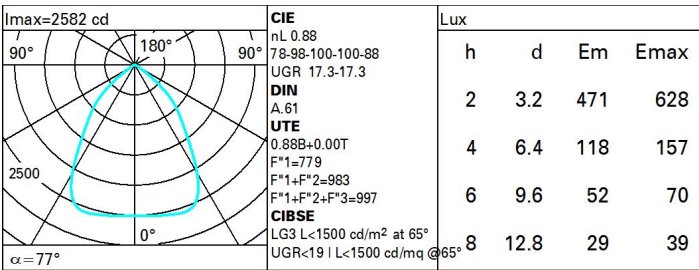 Imax=2582 cd
90° 180° 90°
2500
0°
α=77°
CIE
nL 0.88
78-98-100-100-88
UGR 17.3-17.3
DIN
A.61
UTE
0.88B+0.00T
F"1=779
F"1+F"2=983
F"1+F"2+F"3=997
CIBSE
LG3 L<1500 cd/m² at 65°
UGR<19 | L<1500 cd/mq @65°
Lux
h d Em Emax
2 3.2 471 628
4 6.4 118 157
6 9.6 52 70
8 12.8 29 39